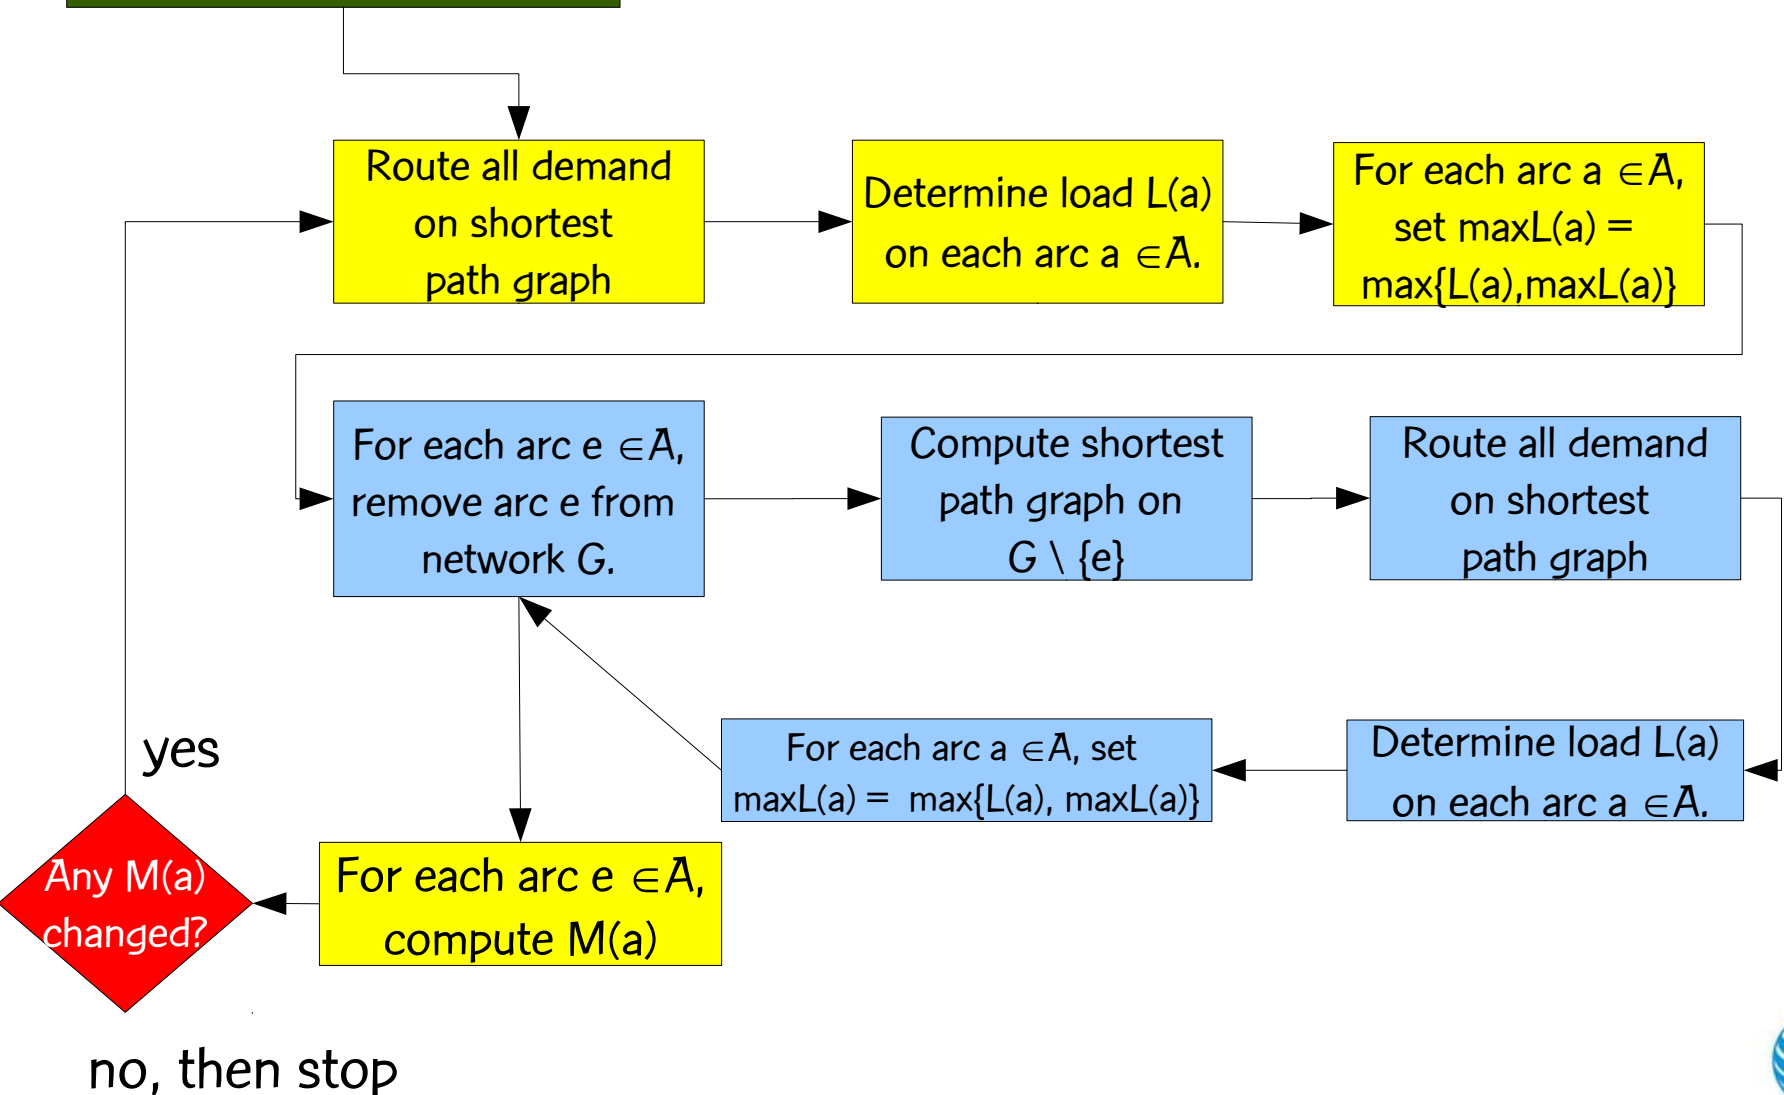 Route all demand
on shortest
path graph
Determine load L(a)
on each arc a ∈A.
For each arc a ∈A,
set maxL(a) =
max{L(a),maxL(a)}
For each arc e ∈A,
remove arc e from
network G.
Compute shortest
path graph on
G \ {e}
Route all demand
on shortest
path graph
Determine load L(a)
on each arc a ∈A.
For each arc a ∈A, set
maxL(a) = max{L(a), maxL(a)}
For each arc e ∈A,
compute M(a)
Any M(a)
changed?
yes
no, then stop